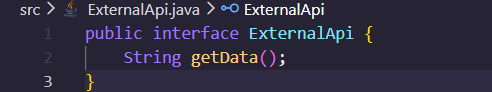 src > ExternalApi.java > ExternalApi
1 public interface ExternalApi {
2 String getData();
3 }